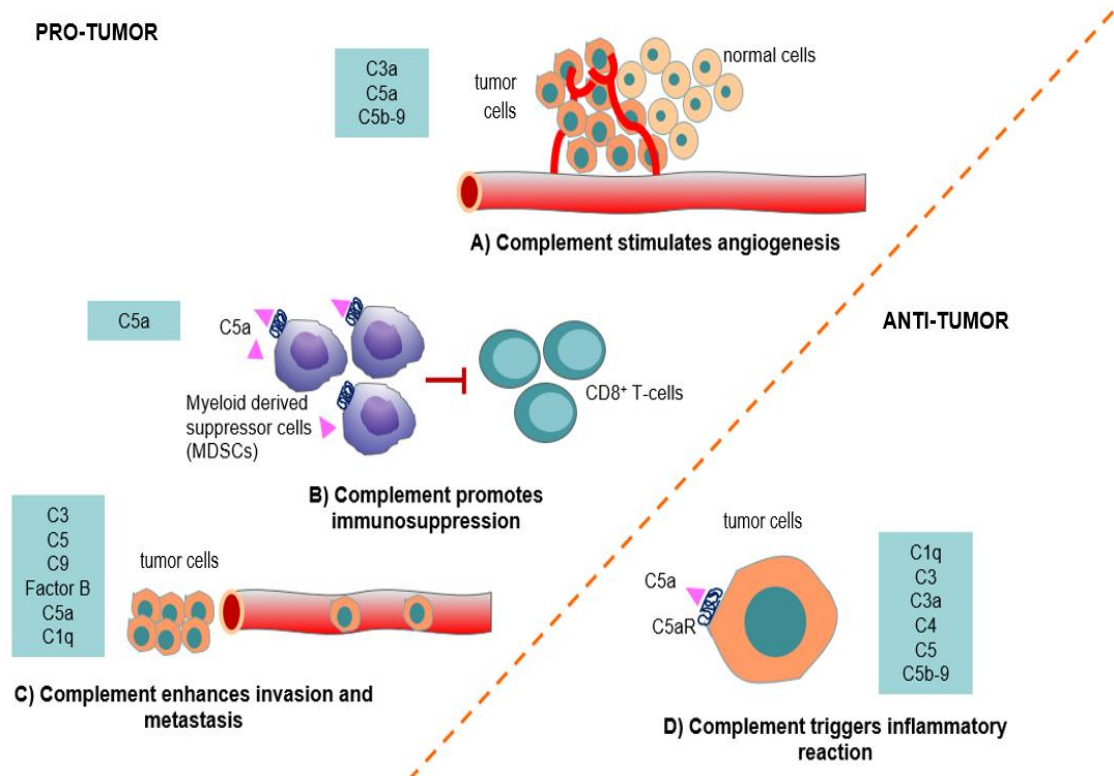 PRO-TUMOR
C3a
C5a
C5b-9
tumor
cells
normal cells
A) Complement stimulates angiogenesis
C5a
C5a
Myeloid derived
suppressor cells
(MDSCs)
CD8⁺ T-cells
B) Complement promotes
immunosuppression
ANTI-TUMOR
C3
C5
C9
Factor B
C5a
C1q
tumor cells
C) Complement enhances invasion and
metastasis
tumor cells
C5a
C5aR
C1q
C3
C3a
C4
C5
C5b-9
D) Complement triggers inflammatory
reaction